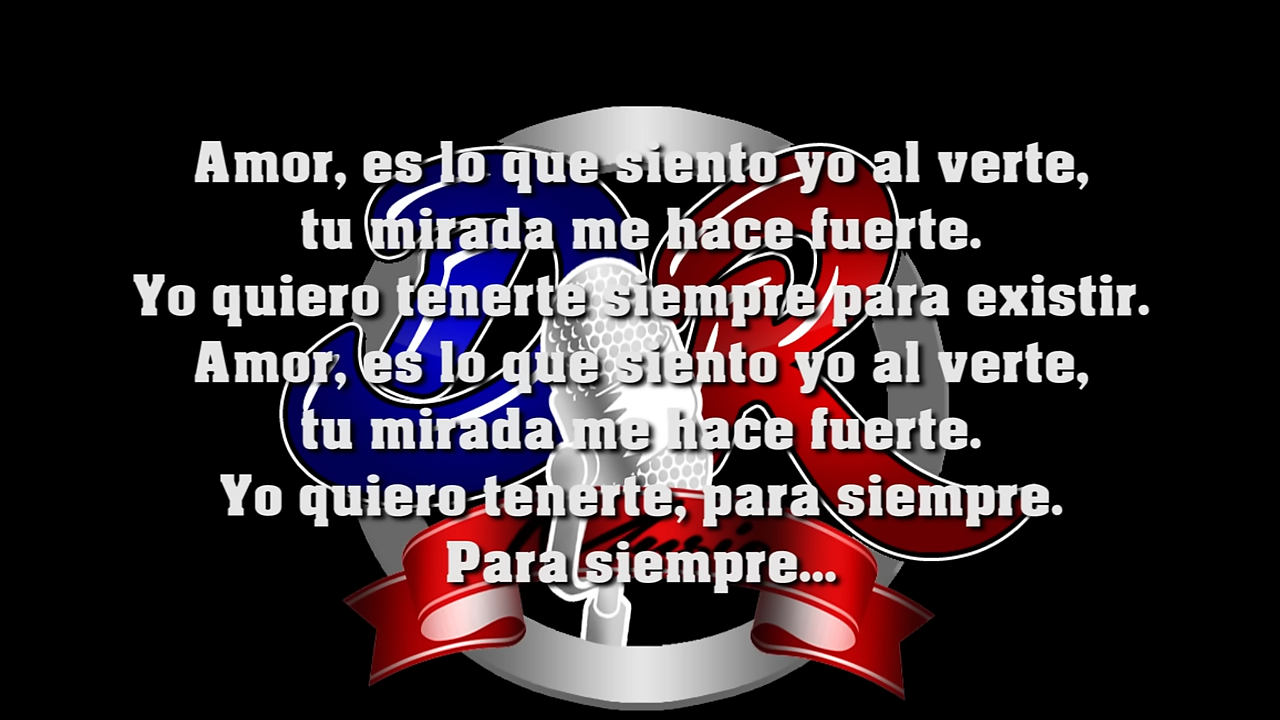 Amor, es lo que siento yo al verte,
tu mirada me hace fuerte.
Yo quiero tenerte siempre para existir.
Amor, es lo que siento yo al verte,
tu mirada me hace fuerte.
Yo quiero tenerte, para siempre.
Para siempre...
DR